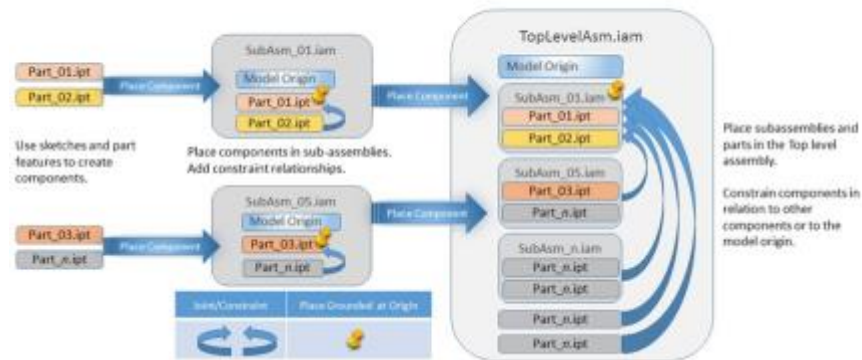 TopLevelAsm.iam
SubAsm_01.iam
Model Origin
Part_01.ipt
Part_02.ipt
Place Component
Model Origin
Part_01.ipt
Part_02.ipt
Place Component
SubAsm_01.iam
Part_01.ipt
Part_02.ipt
Use sketches and part
features to create
components.
Place components in sub-assemblies.
Add constraint relationships.
Place subassemblies and
parts in the Top level
assembly.
Constrain components in
relation to other
components or to the
model origin.
SubAsm_05.iam
Model Origin
Part_03.ipt
Part_n.ipt
Place Component
Part_03.ipt
Part_n.ipt
Place Component
SubAsm_05.iam
Part_03.ipt
Part_n.ipt
SubAsm_n.iam
Part_n.ipt
Part_n.ipt
Part_n.ipt
Part_n.ipt
Joint/Constraint
Place Grounded at Origin